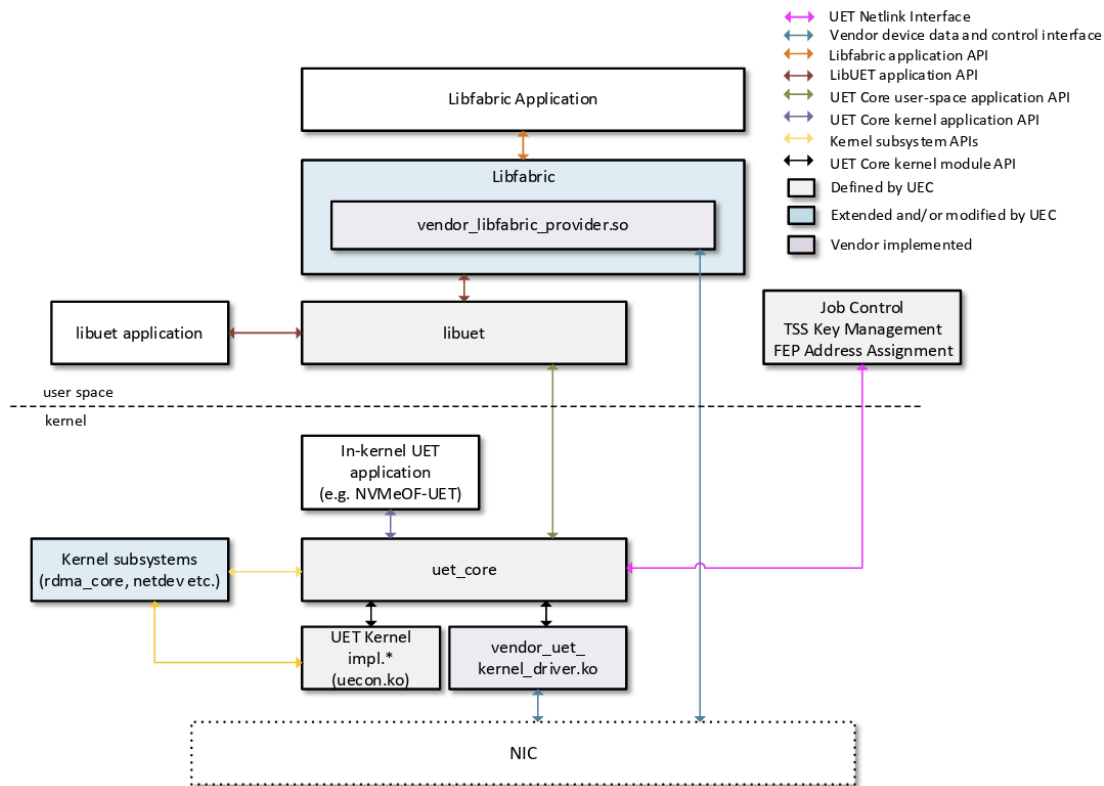 UET Netlink Interface
Vendor device data and control interface
Libfabric application API
LibUET application API
UET Core user-space application API
UET Core kernel application API
Kernel subsystem APIs
UET Core kernel module API
Defined by UEC
Extended and/or modified by UEC
Vendor implemented
Libfabric Application
Libfabric
vendor_libfabric_provider.so
libuet application
libuet
Job Control
TSS Key Management
FEP Address Assignment
user space
kernel
In-kernel UET
application
(e.g. NVMeOF-UET)
Kernel subsystems
(rdma_core, netdev etc.)
uet_core
UET Kernel
impl.*
(uecon.ko)
vendor_uet_
kernel_driver.ko
NIC